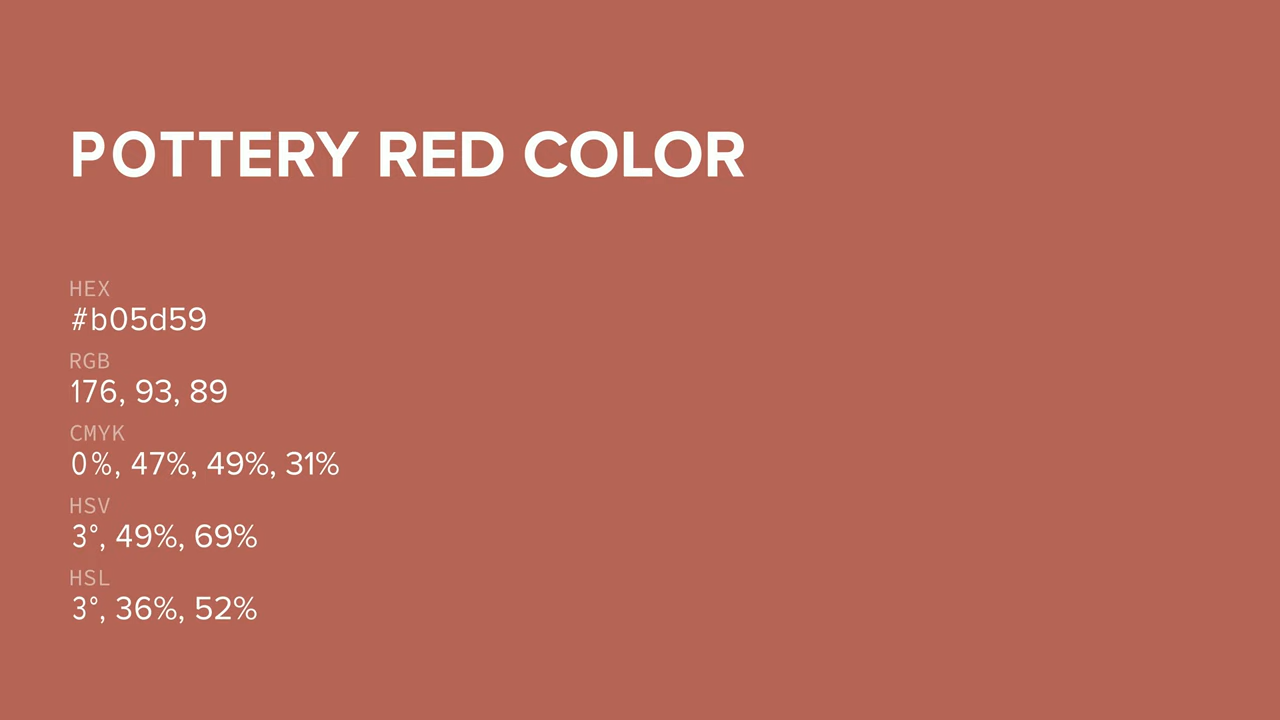 POTTERY RED COLOR
HEX
#b05d59
RGB
176, 93, 89
CMYK
0%, 47%, 49%, 31%
HSV
3°, 49%, 69%
HSL
3°, 36%, 52%